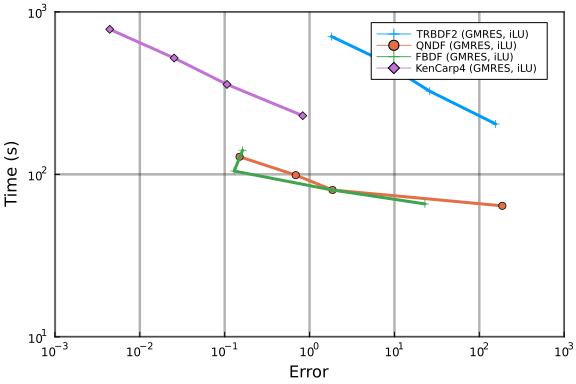 10³
TRBDF2 (GMRES, iLU)
QNDF (GMRES, iLU)
FBDF (GMRES, iLU)
KenCarp4 (GMRES, iLU)
Time (s)
10²
10¹
10⁻³ 10⁻² 10⁻¹ 10⁰ 10¹ 10² 10³
Error